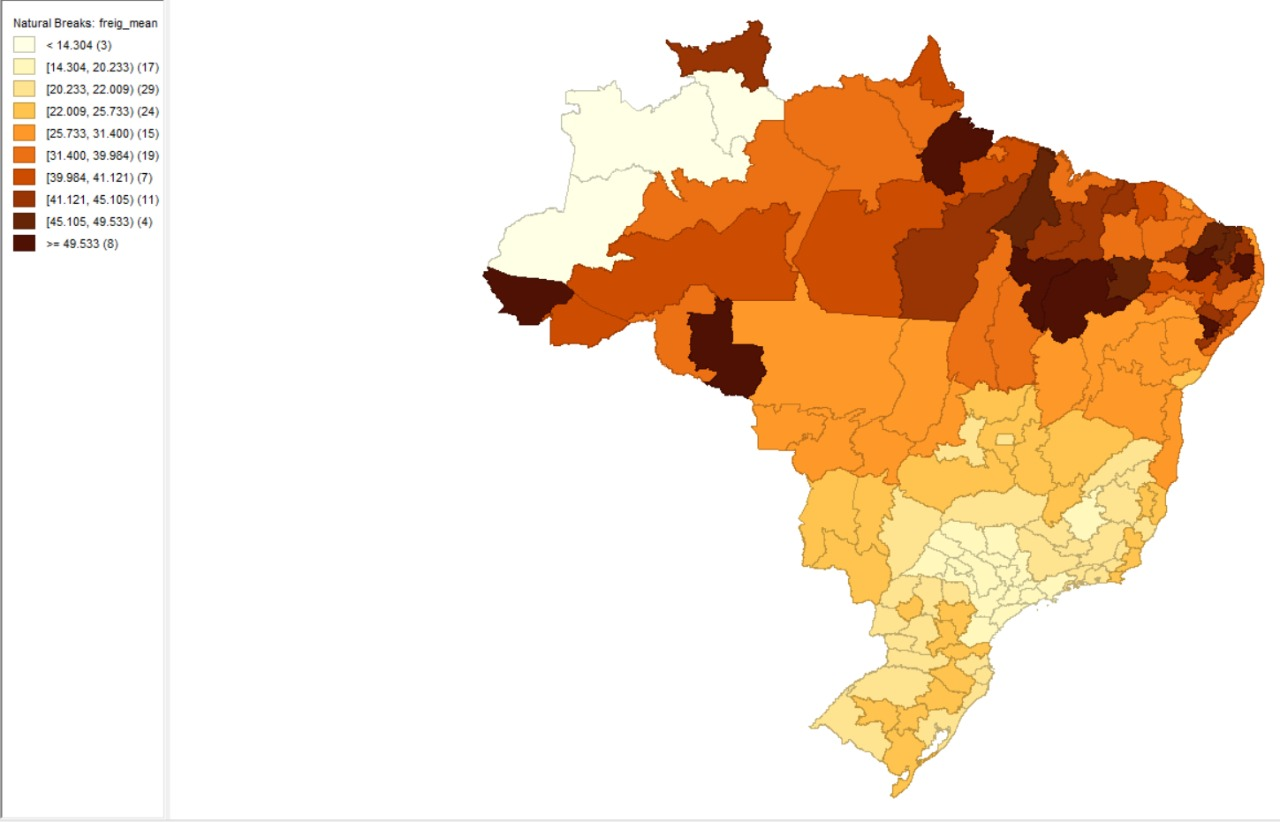 Natural Breaks: freig_mean
< 14.304 (3)
[14.304, 20.233) (17)
[20.233, 22.009) (29)
[22.009, 25.733) (24)
[25.733, 31.400) (15)
[31.400, 39.984) (19)
[39.984, 41.121) (7)
[41.121, 45.105) (11)
[45.105, 49.533) (4)
>= 49.533 (8)